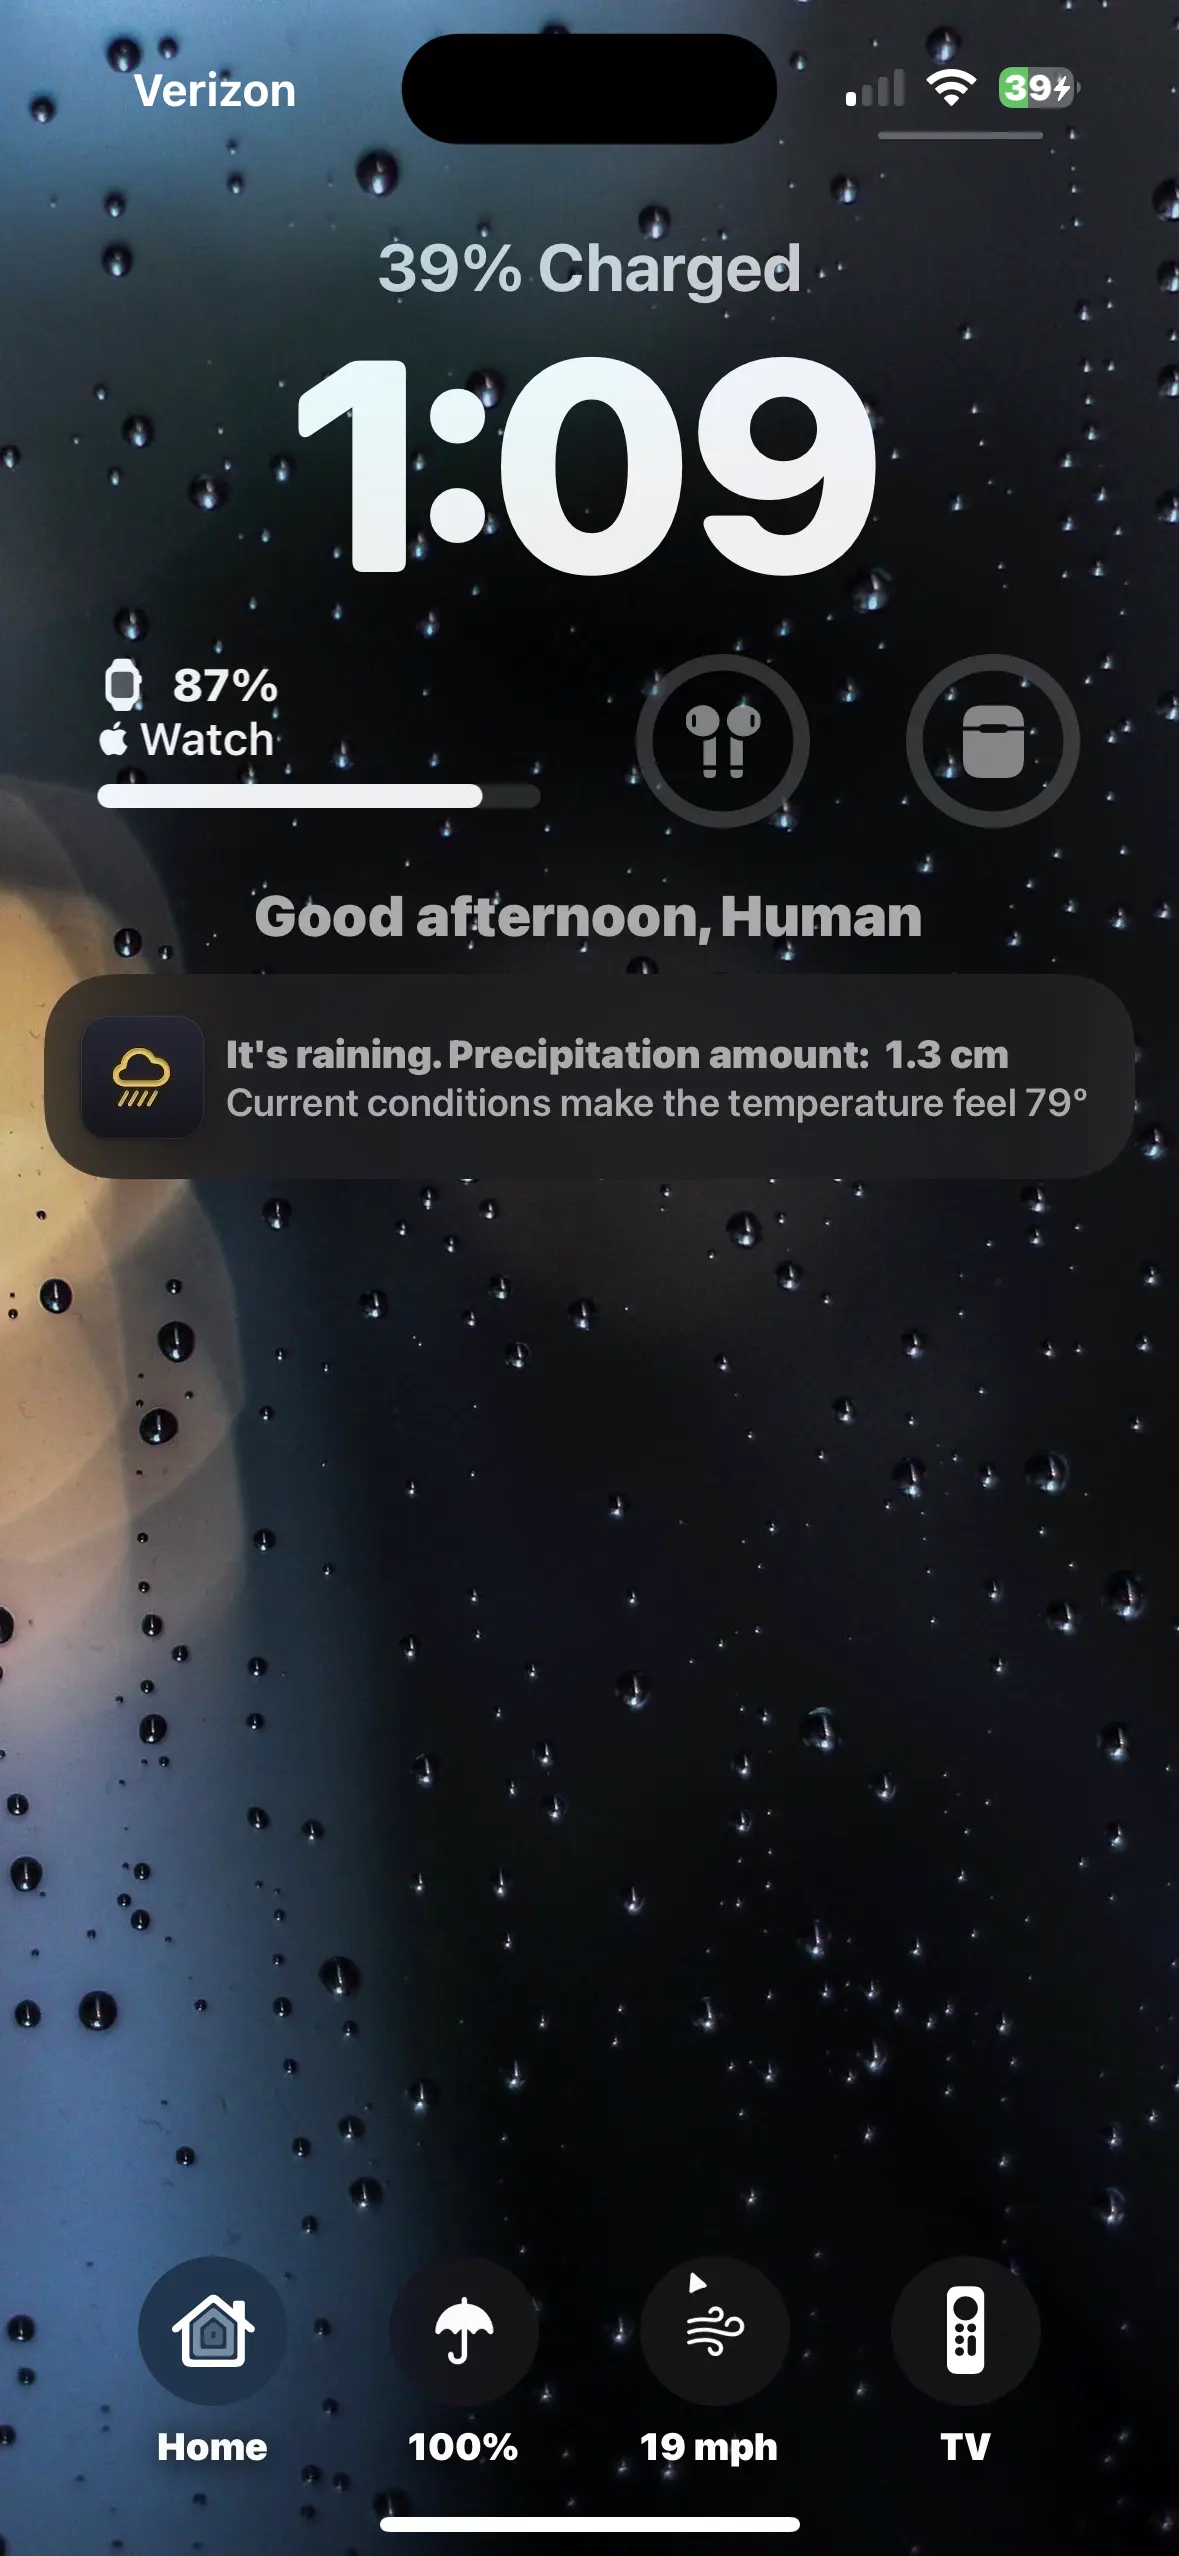 Verizon
39
39% Charged
1:09
87%
Watch
Good afternoon, Human
It's raining. Precipitation amount: 1.3 cm
Current conditions make the temperature feel 79º
Home
100%
19 mph
TV